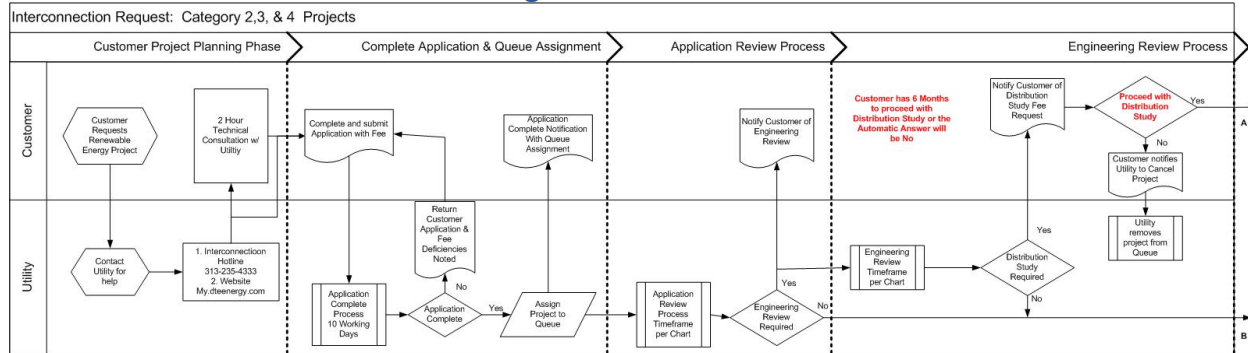 Interconnection Request: Category 2,3, & 4 Projects
Customer Project Planning Phase
Complete Application & Queue Assignment
Application Review Process
Engineering Review Process
Customer
Customer
Requests
Renewable
Energy Project
2 Hour
Technical
Consultation w/
Utiltiy
Complete and submit
Application with Fee
Application
Complete Notification
With Queue
Assignment
Notify Customer of
Engineering
Review
Customer has 6 Months
to proceed with
Distribution Study or the
Automatic Answer will
be No
Notify Customer of
Distribution
Study Fee
Request
Proceed with
Distribution
Study
Yes
A
No
Customer notifies
Utility to Cancel
Project
Utility
Contact
Utility for
help
1. Interconnectioon
Hotline
313-235-4333
2. Website
My.dteenergy.com
Return
Customer
Application &
Fee
Deficiencies
Noted
No
Application
Complete
Process
10 Working
Days
Application
Complete
Yes
Assign
Project to
Queue
Application
Review
Process
Timeframe
per Chart
Yes
Engineering
Review
Required
No
Engineering
Review
Timeframe
per Chart
Yes
Distribution
Study
Required
No
Utility
removes
project from
Queue
B